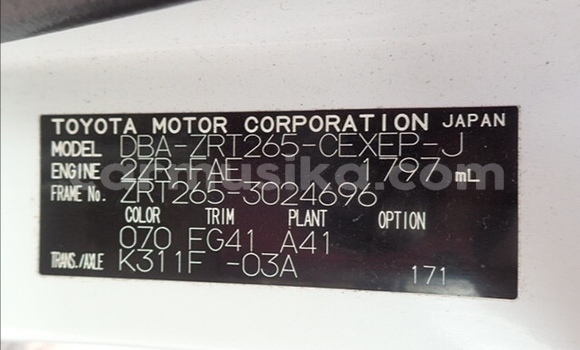 TOYOTA MOTOR CORPORATION JAPAN
MODEL DBA-ZRT265-CEXEP-J
ENGINE 2ZR-FAE 1797 mL
FRAME No. ZRT265-3024696
COLOR TRIM PLANT OPTION
070 FG41 A41
TRANS./AXLE K311F -03A
171